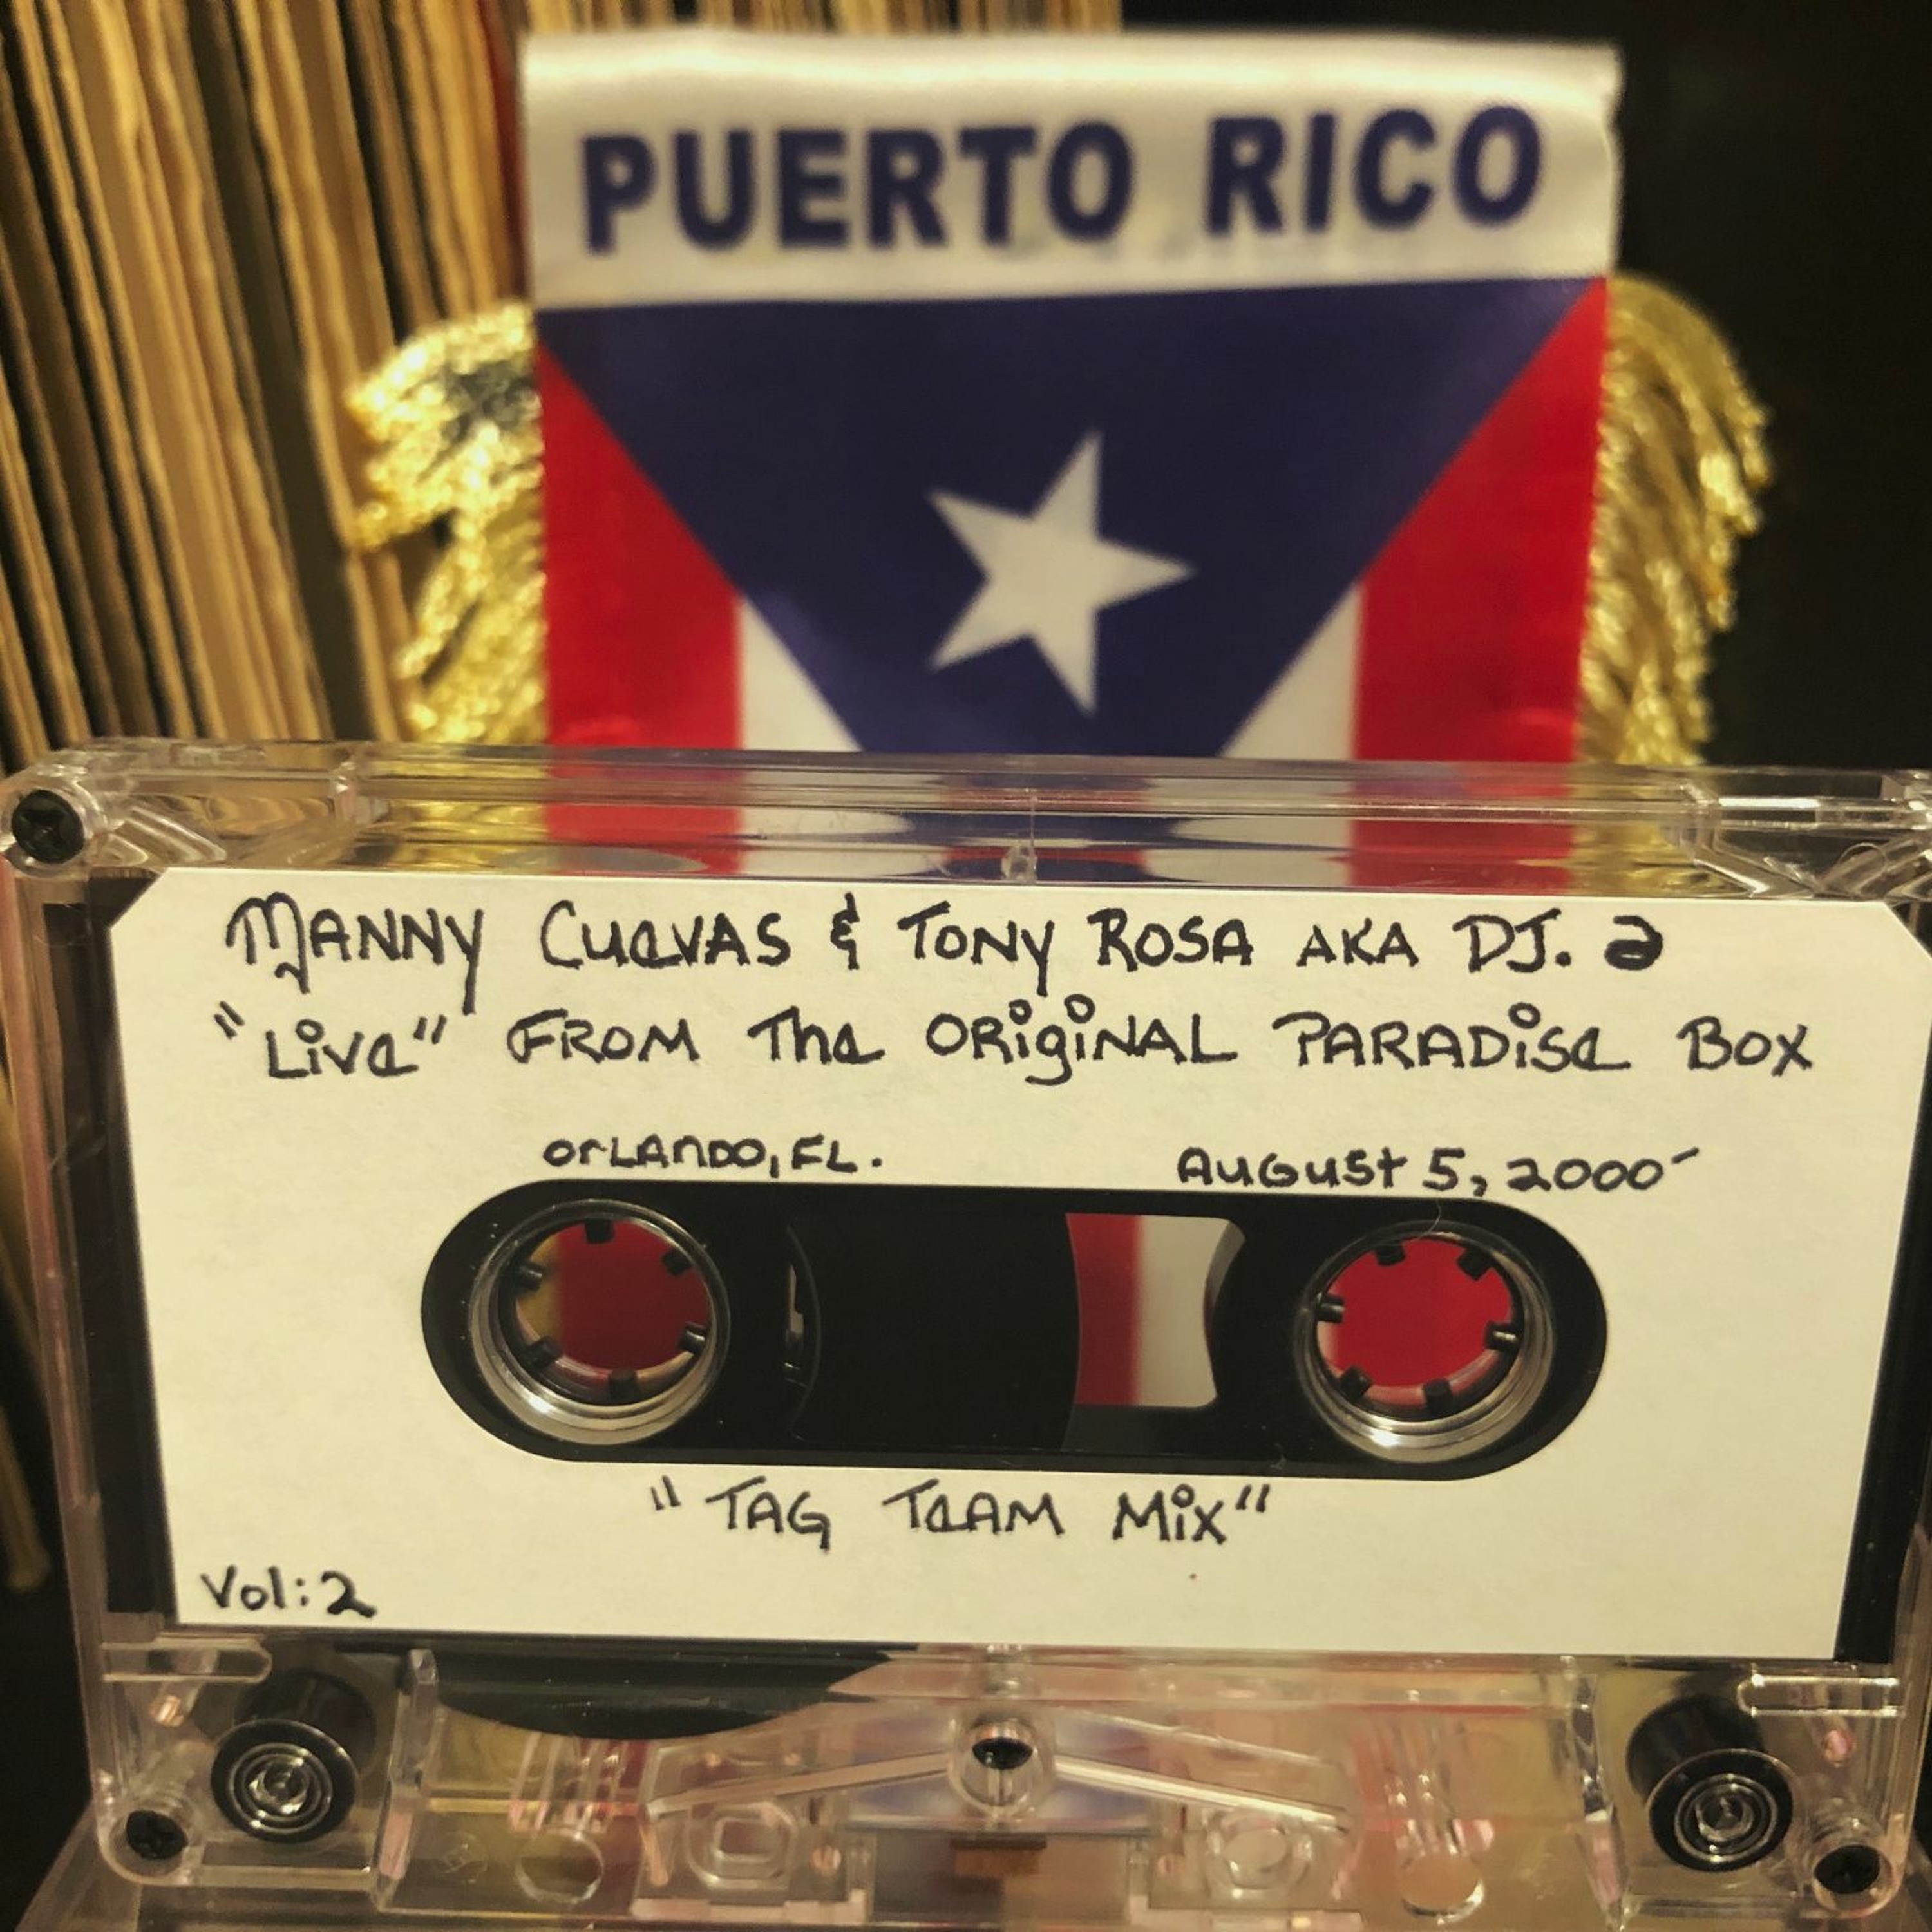 PUERTO RICO
MANNY CUEVAS & TONY ROSA AKA DJ. a
"Live" FROM The ORiGiNAL PARADiSe BOX
OrLANDO, FL.
AUGUSt 5, 2000
"TAG TeAM MiX"
Vol: 2